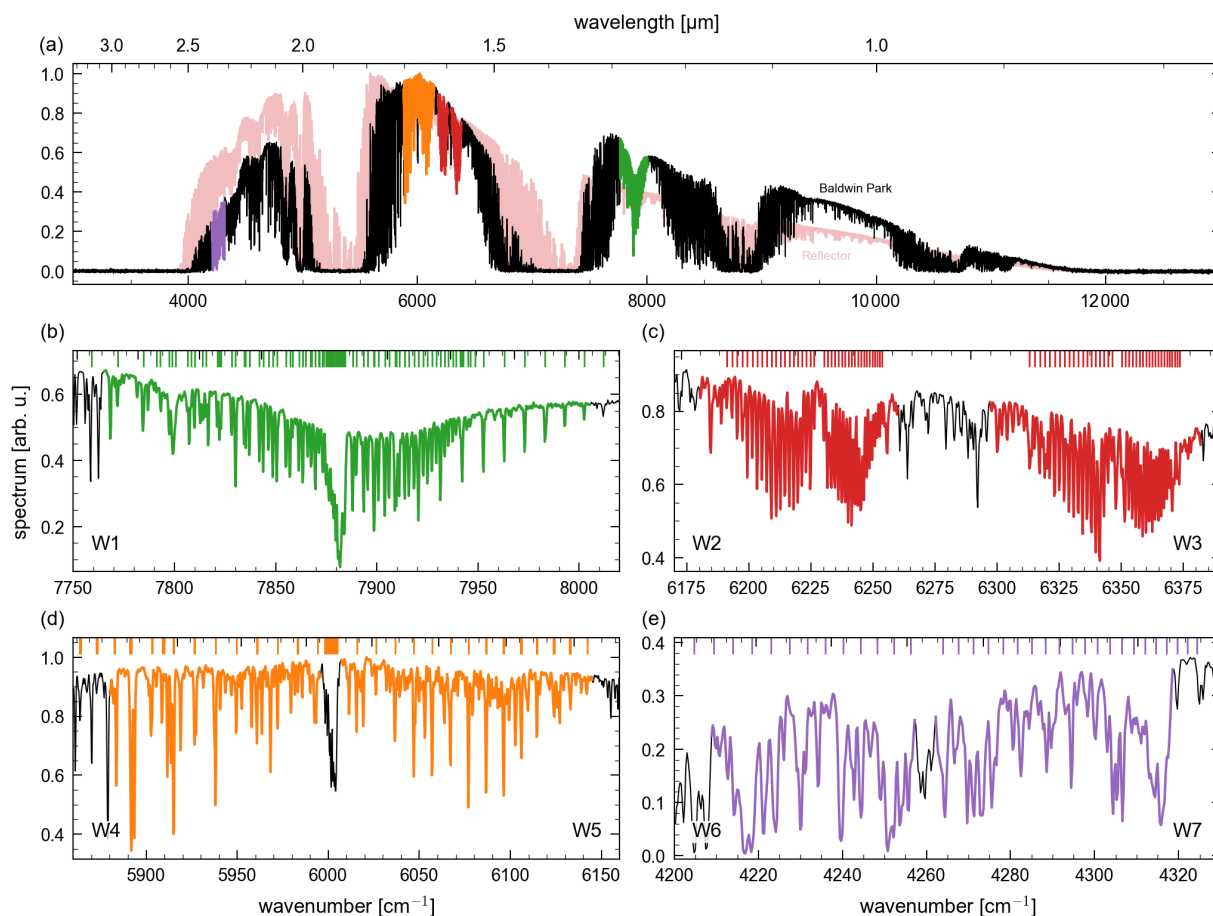 wavelength [µm]
(a)
3.0 2.5 2.0 1.5 1.0
1.0
0.8
0.6
0.4
0.2
0.0
Baldwin Park
Reflector
4000 6000 8000 10000 12000
(b)
(c)
spectrum [arb. u.]
0.6
0.4
0.2
W1
7750 7800 7850 7900 7950 8000
0.8
0.6
0.4
W2
W3
6175 6200 6225 6250 6275 6300 6325 6350 6375
(d)
(e)
1.0
0.8
0.6
0.4
W4
W5
5900 5950 6000 6050 6100 6150
0.4
0.3
0.2
0.1
0.0
W6
W7
4200 4220 4240 4260 4280 4300 4320
wavenumber [cm⁻¹]
wavenumber [cm⁻¹]